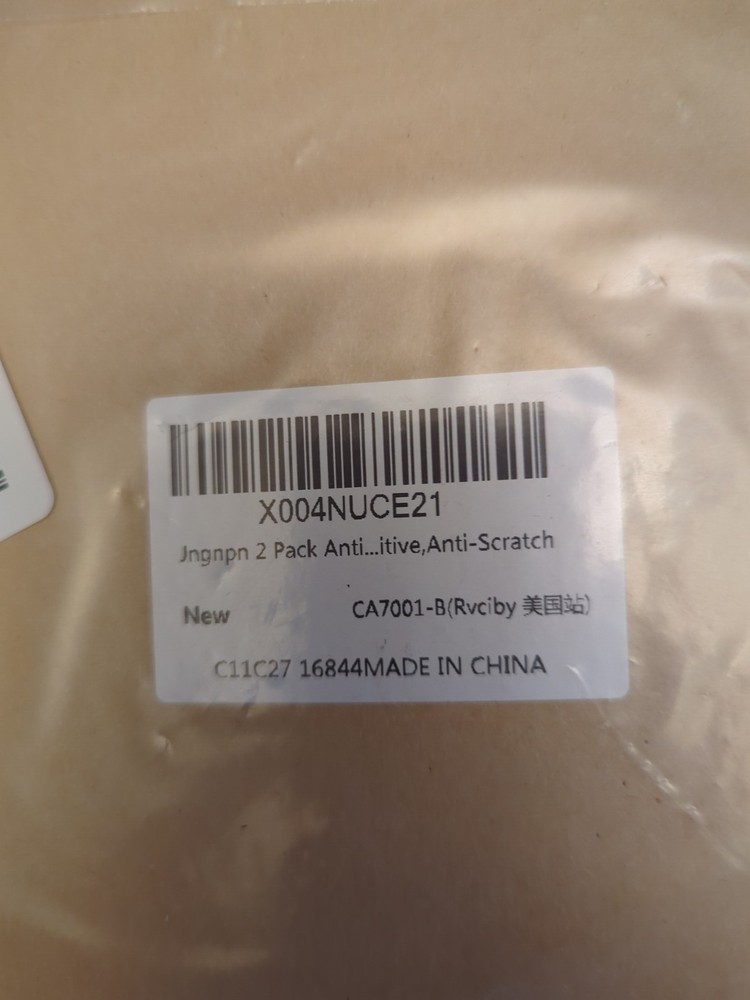 X004NUCE21
Jngnpn 2 Pack Anti...itive,Anti-Scratch
New CA7001-B(Rvciby 美国站)
C11C27 16844MADE IN CHINA